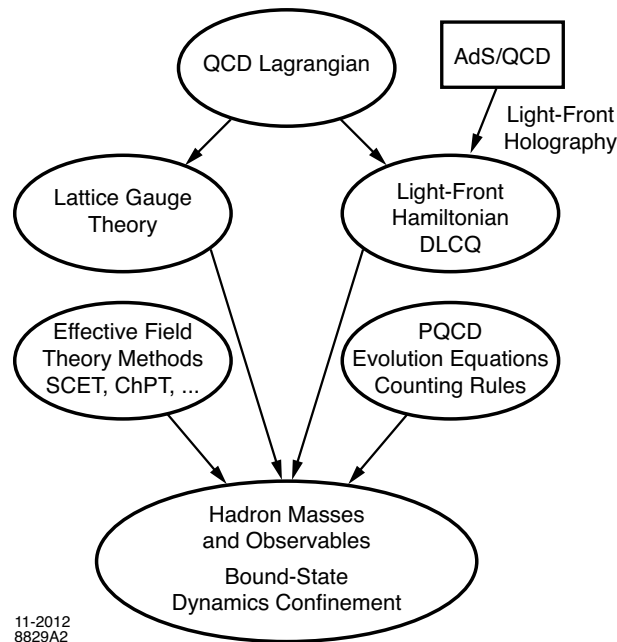 QCD Lagrangian
AdS/QCD
Light-Front
Holography
Lattice Gauge
Theory
Light-Front
Hamiltonian
DLCQ
Effective Field
Theory Methods
SCET, ChPT, ...
PQCD
Evolution Equations
Counting Rules
Hadron Masses
and Observables
Bound-State
Dynamics Confinement
11-2012
8829A2